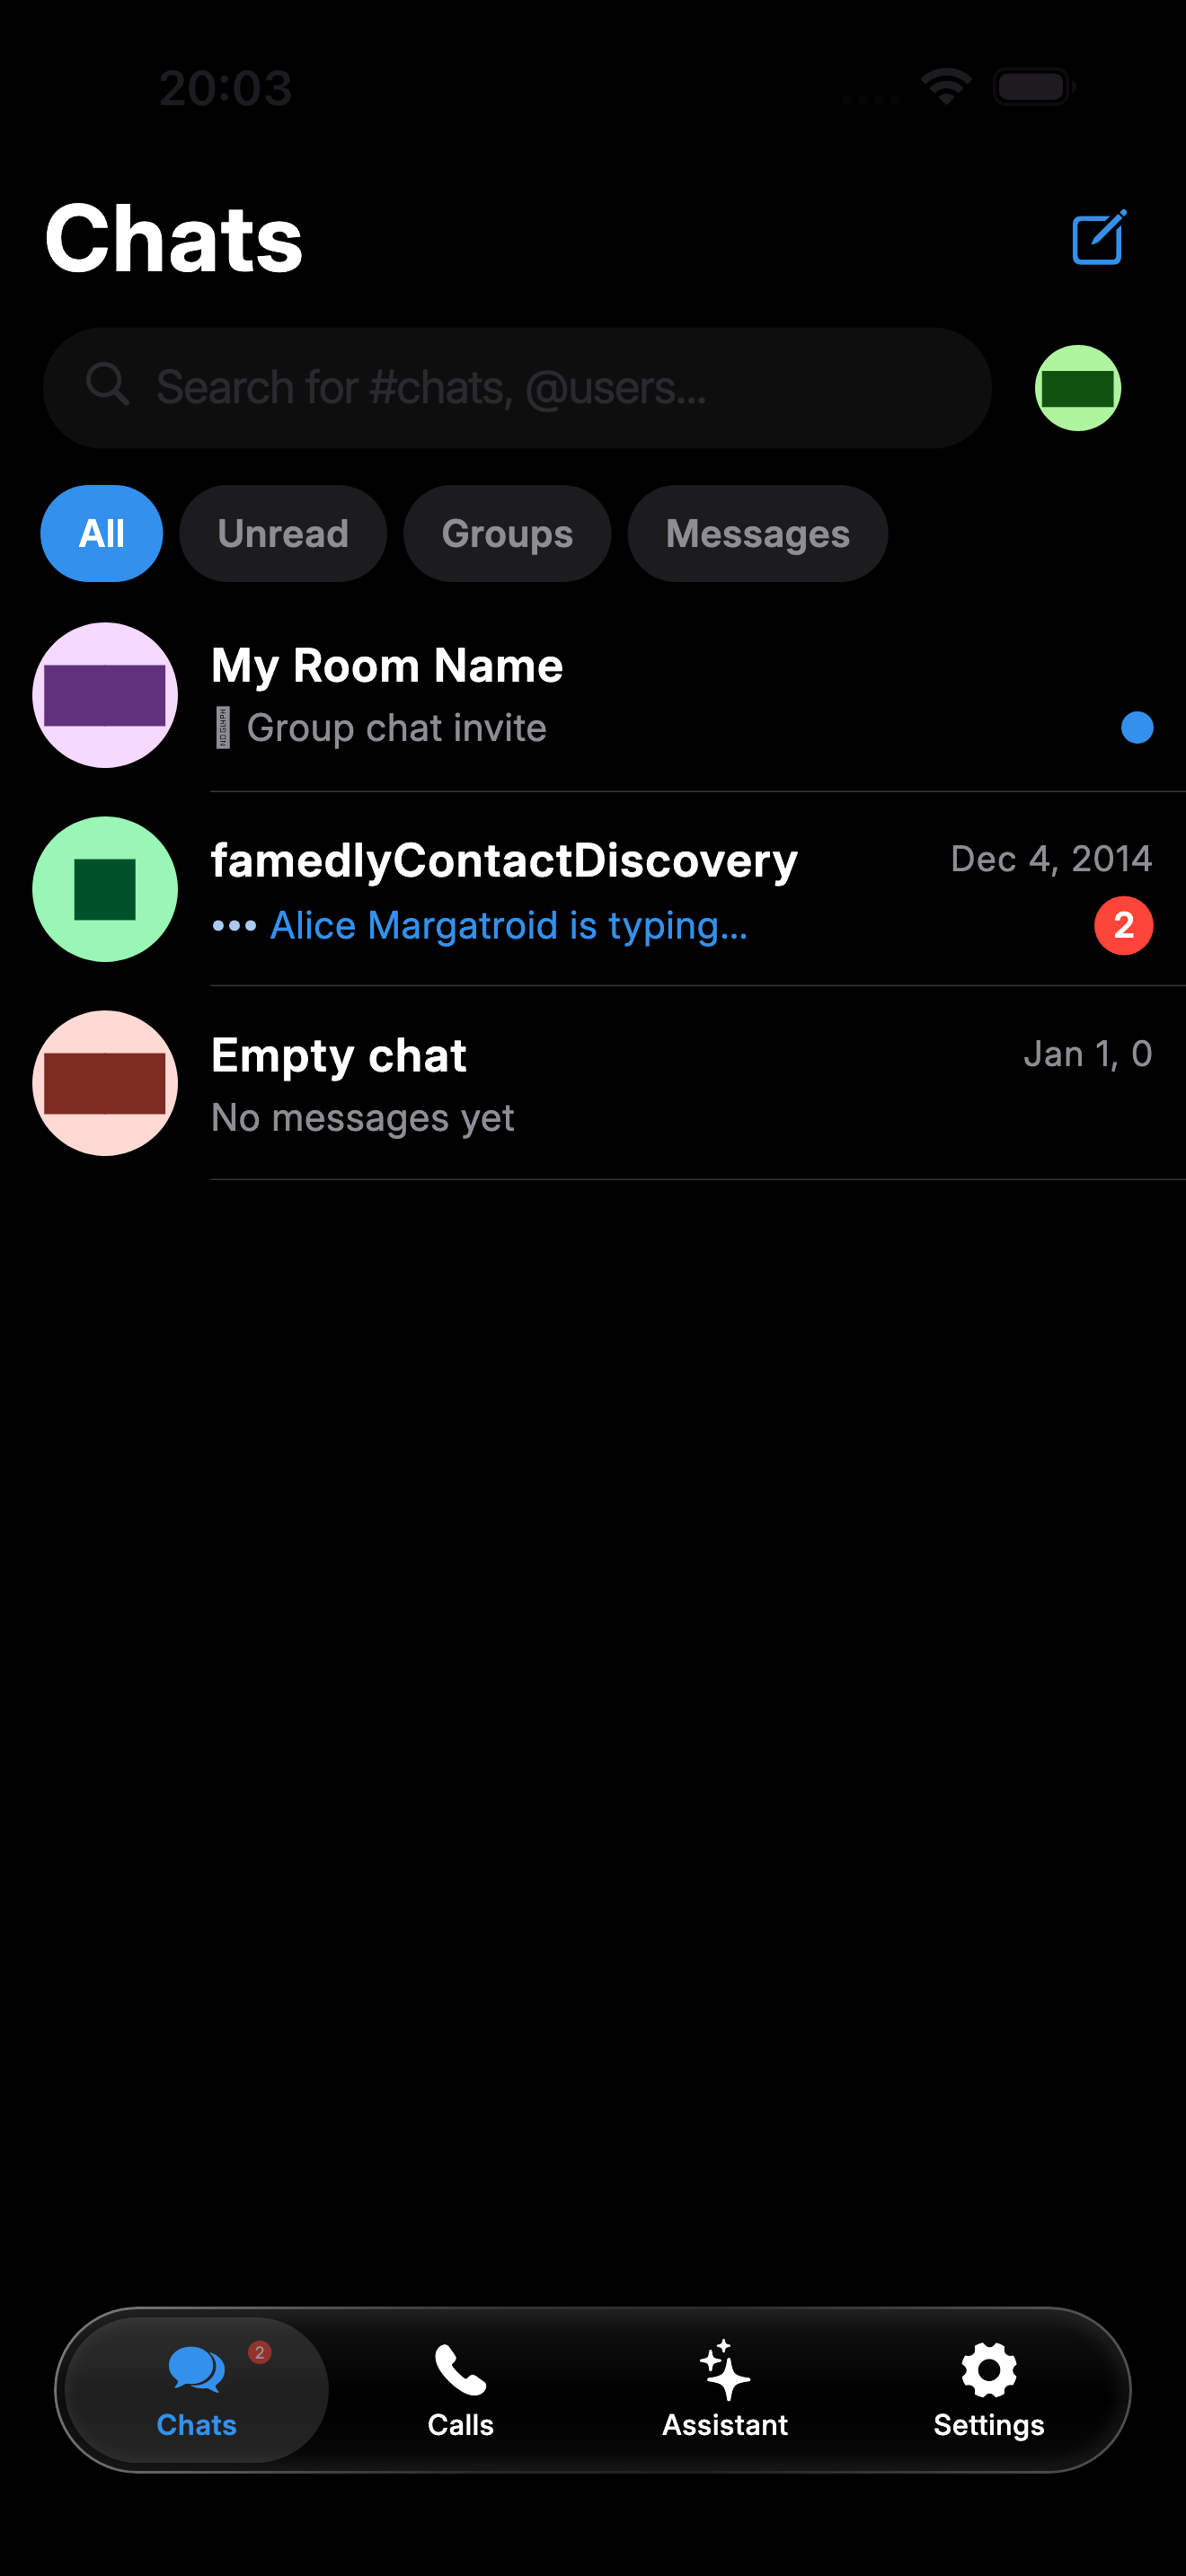 20:03
Chats
Search for #chats, @users...
All
Unread
Groups
Messages
My Room Name
Group chat invite
famedlyContactDiscovery
Dec 4, 2014
Alice Margatroid is typing...
2
Empty chat
Jan 1, 0
No messages yet
2
Chats
Calls
Assistant
Settings